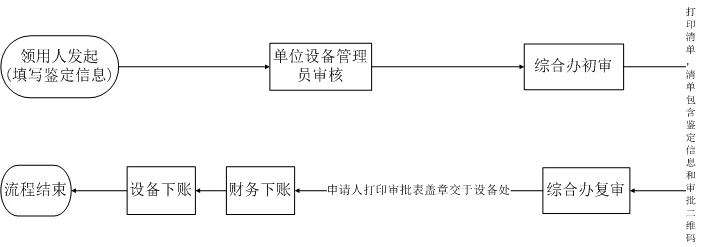 领用人发起
(填写鉴定信息)
单位设备管理
员审核
综合办初审
打印清单，清单包含鉴定信息和审批二维码
流程结束
设备下账
财务下账
申请人打印审批表盖章交于设备处
综合办复审